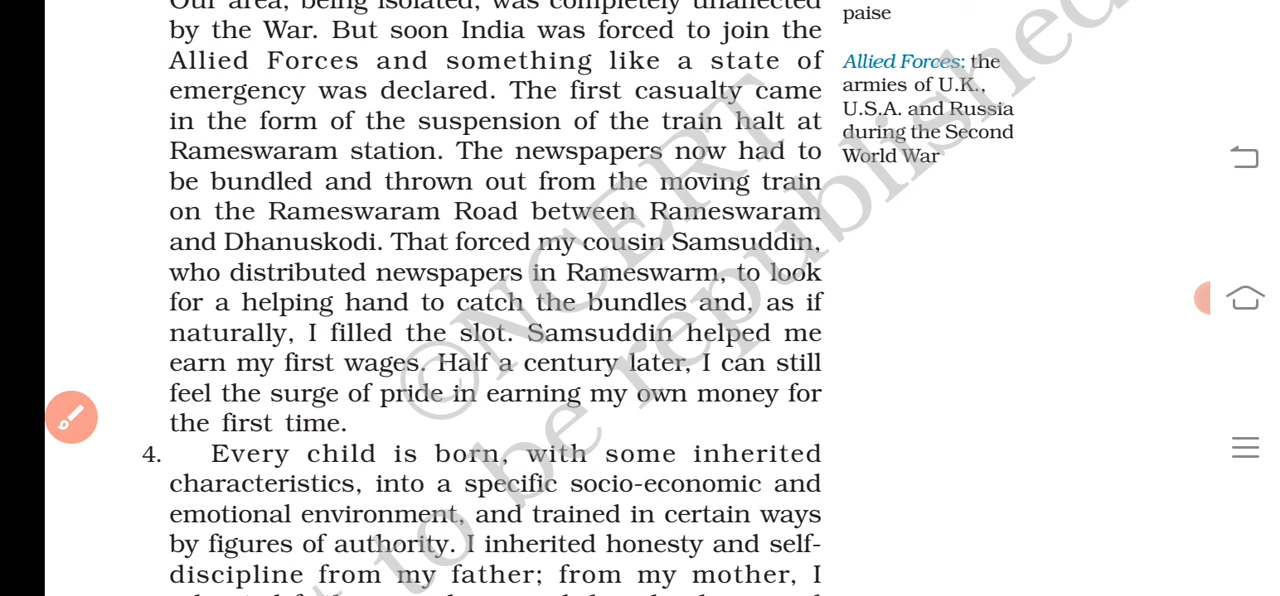 Our area, being isolated, was completely unaffected
by the War. But soon India was forced to join the
Allied Forces and something like a state of
emergency was declared. The first casualty came
in the form of the suspension of the train halt at
Rameswaram station. The newspapers now had to
be bundled and thrown out from the moving train
on the Rameswaram Road between Rameswaram
and Dhanuskodi. That forced my cousin Samsuddin,
who distributed newspapers in Rameswarm, to look
for a helping hand to catch the bundles and, as if
naturally, I filled the slot. Samsuddin helped me
earn my first wages. Half a century later, I can still
feel the surge of pride in earning my own money for
the first time.
4. Every child is born, with some inherited
characteristics, into a specific socio-economic and
emotional environment, and trained in certain ways
by figures of authority. I inherited honesty and self-
discipline from my father; from my mother, I
paise
Allied Forces: the
armies of U.K.,
U.S.A. and Russia
during the Second
World War
©NCERT
to be republished